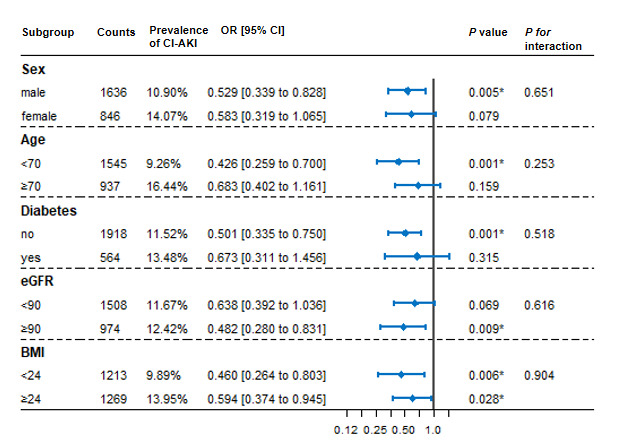 Subgroup Counts Prevalence of CI-AKI OR [95% CI] P value P for interaction
Sex
male 1636 10.90% 0.529 [0.339 to 0.828] 0.005* 0.651
female 846 14.07% 0.583 [0.319 to 1.065] 0.079
Age
<70 1545 9.26% 0.426 [0.259 to 0.700] 0.001* 0.253
≥70 937 16.44% 0.683 [0.402 to 1.161] 0.159
Diabetes
no 1918 11.52% 0.501 [0.335 to 0.750] 0.001* 0.518
yes 564 13.48% 0.673 [0.311 to 1.456] 0.315
eGFR
<90 1508 11.67% 0.638 [0.392 to 1.036] 0.069 0.616
≥90 974 12.42% 0.482 [0.280 to 0.831] 0.009*
BMI
<24 1213 9.89% 0.460 [0.264 to 0.803] 0.006* 0.904
≥24 1269 13.95% 0.594 [0.374 to 0.945] 0.028*
0.12 0.25 0.50 1.0